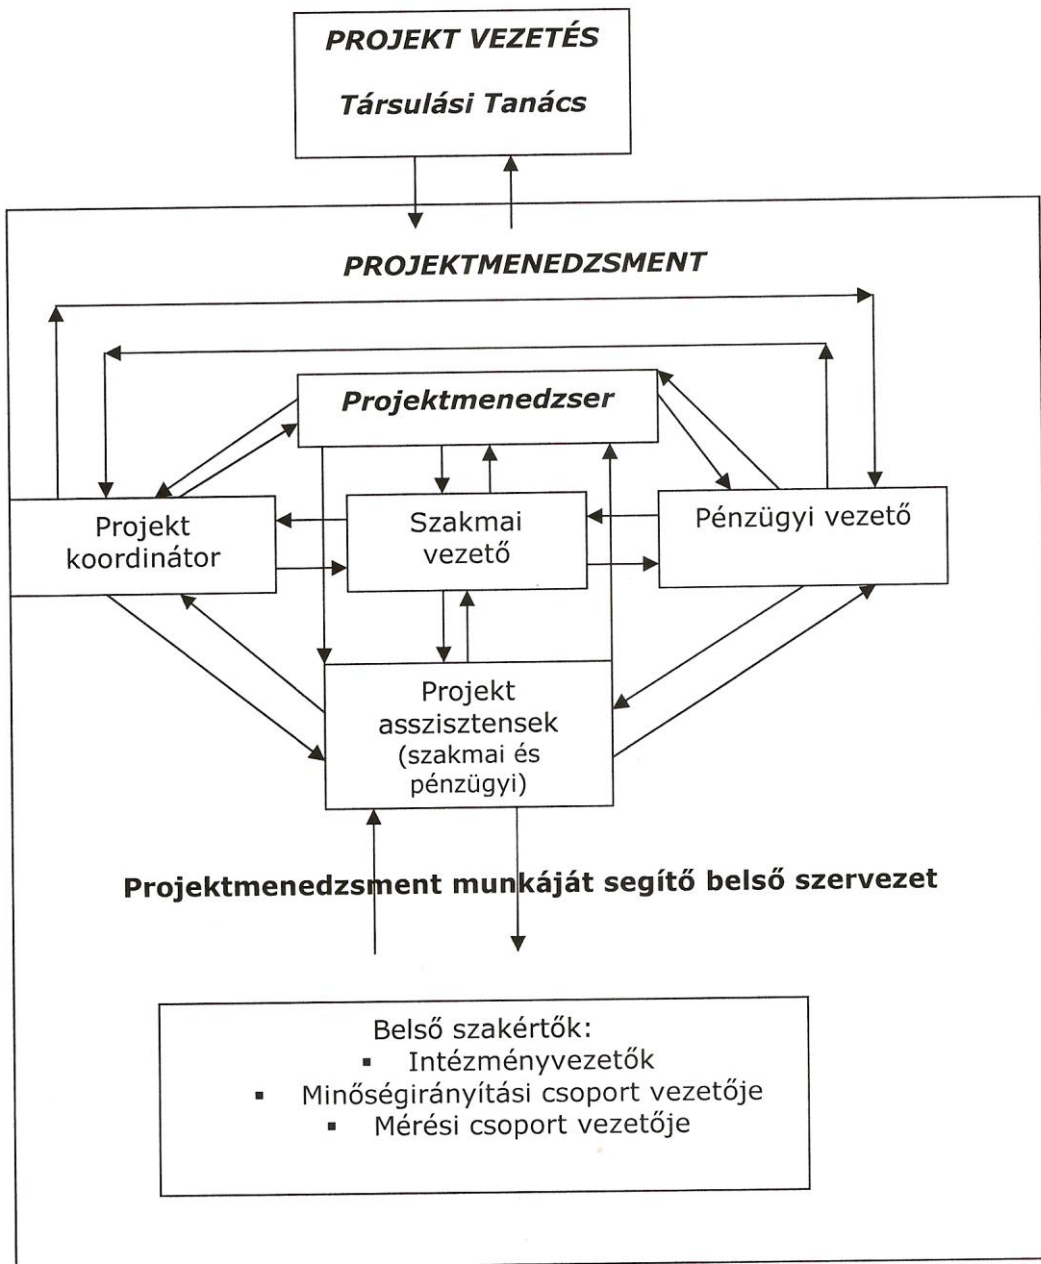 PROJEKT VEZETÉS
Társulási Tanács
PROJEKTMENEDZSMENT
Projektmenedzser
Projekt
koordinátor
Szakmai
vezető
Pénzügyi vezető
Projekt
asszisztensek
(szakmai és
pénzügyi)
Projektmenedzsment munkáját segítő belső szervezet
Belső szakértők:
▪ Intézményvezetők
▪ Minőségirányítási csoport vezetője
▪ Mérési csoport vezetője